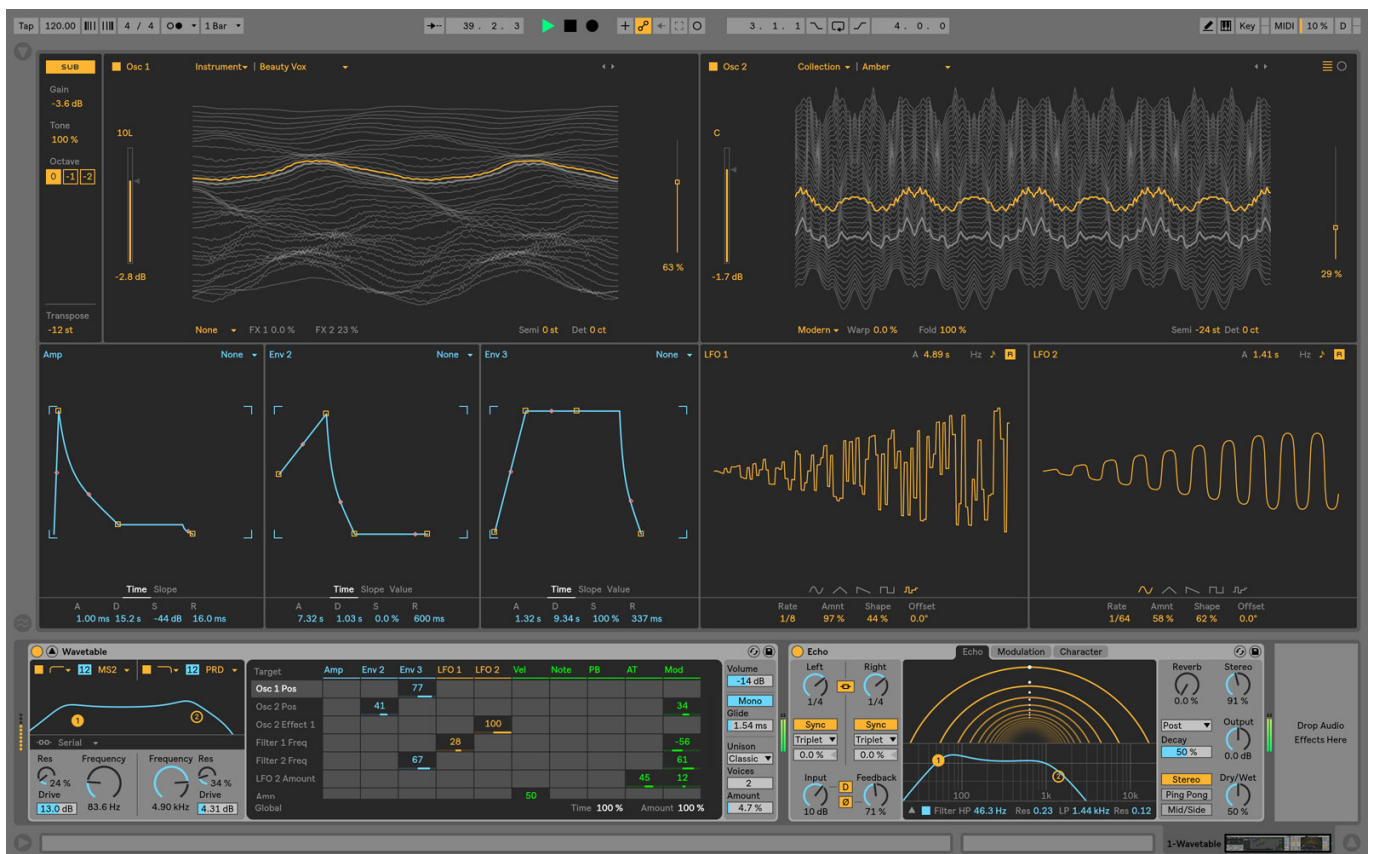 Tap 120.00 4 / 4 1 Bar 39. 2. 3 3. 1. 1 4. 0. 0 Key MIDI 10 % D
SUB
Gain
-3.6 dB
Tone
100 %
Octave
0 -1 -2
Transpose
-12 st
Osc 1 Instrument | Beauty Vox
10L
-2.8 dB
63 %
None FX 1 0.0 % FX 2 23 % Semi 0 st Det 0 ct
Osc 2 Collection | Amber
C
-1.7 dB
29 %
Modern Warp 0.0 % Fold 100 % Semi -24 st Det 0 ct
Amp None
Time Slope
A D S R
1.00 ms 15.2 s -44 dB 16.0 ms
Env 2 None
Time Slope Value
A D S R
7.32 s 1.03 s 0.0 % 600 ms
Env 3 None
Time Slope Value
A D S R
1.32 s 9.34 s 100 % 337 ms
LFO 1 A 4.89 s Hz R
Rate Amnt Shape Offset
1/8 97 % 44 % 0.0°
LFO 2 A 1.41 s Hz R
Rate Amnt Shape Offset
1/64 58 % 62 % 0.0°
Wavetable
12 MS2 12 PRD
1 2
Serial
Res Frequency Frequency Res
24 % 34 %
Drive Drive
13.0 dB 83.6 Hz 4.90 kHz 4.31 dB
Target Amp Env 2 Env 3 LFO 1 LFO 2 Vel Note PB AT Mod
Osc 1 Pos 77
Osc 2 Pos 41 34
Osc 2 Effect 1 100
Filter 1 Freq 28 -56
Filter 2 Freq 67 61
LFO 2 Amount 45 12
Amp 50
Global Time 100 % Amount 100 %
Volume
-14 dB
Mono
Glide
1.54 ms
Unison
Classic
Voices
2
Amount
4.7 %
Echo
Left Right
1/4 1/4
Sync Sync
Triplet Triplet
0.0 % 0.0 %
Input Feedback
D
Ø
10 dB 71 %
Echo Modulation Character
1 2
100 1k 10k
Filter HP 46.3 Hz Res 0.23 LP 1.44 kHz Res 0.12
Reverb Stereo
0.0 % 91 %
Post Output
Decay
50 % 0.0 dB
Stereo Dry/Wet
Ping Pong
Mid/Side 50 %
Drop Audio
Effects Here
1-Wavetable